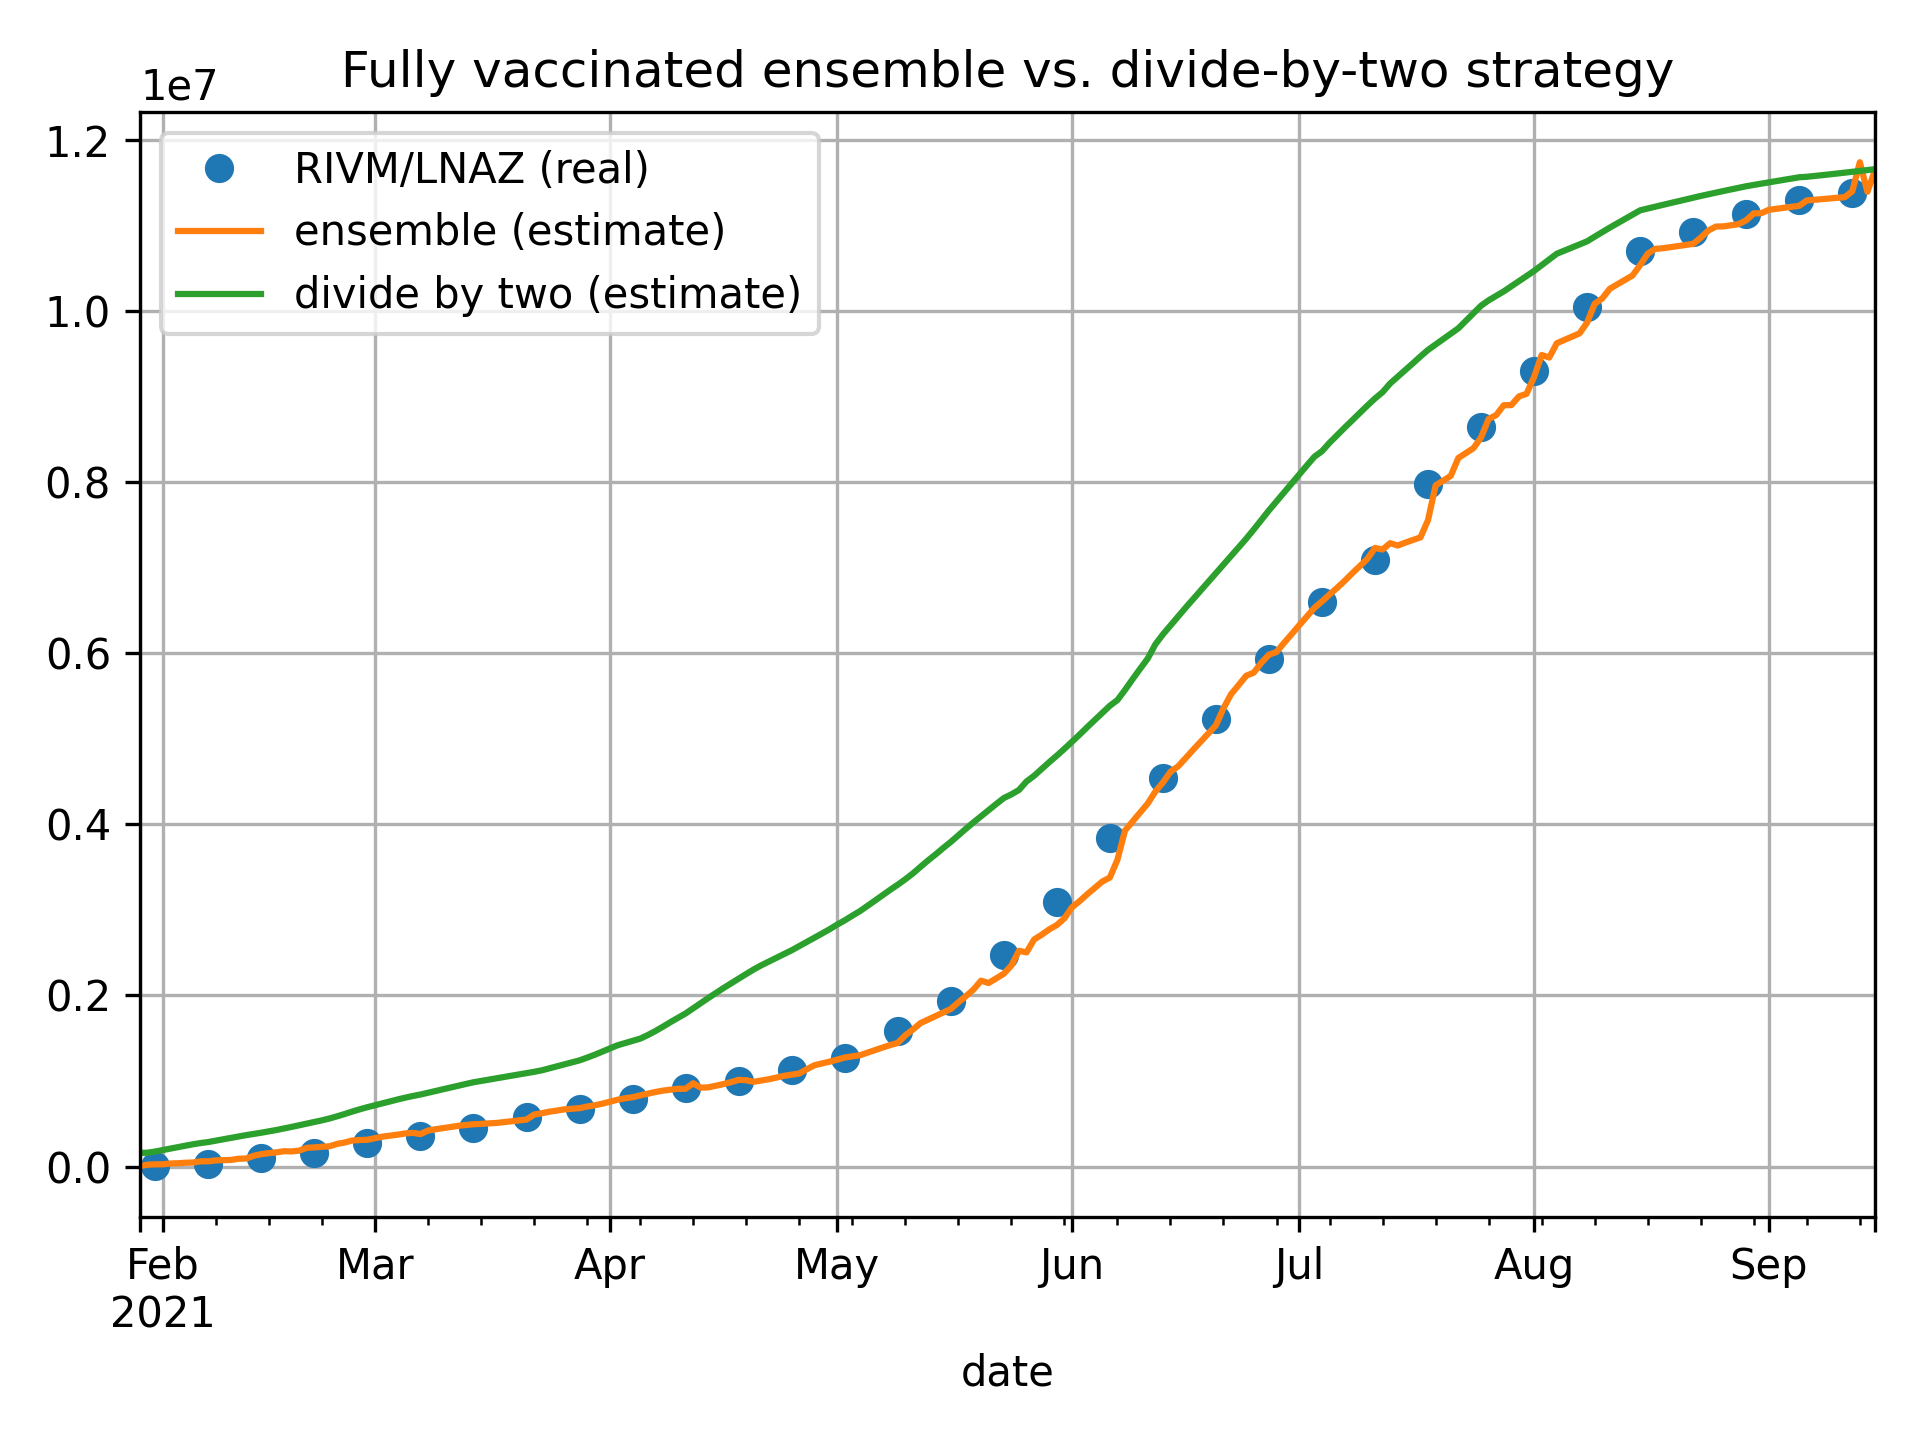 Fully vaccinated ensemble vs. divide-by-two strategy
1e7
1.2
1.0
0.8
0.6
0.4
0.2
0.0
RIVM/LNAZ (real)
ensemble (estimate)
divide by two (estimate)
Feb Mar Apr May Jun Jul Aug Sep
2021
date